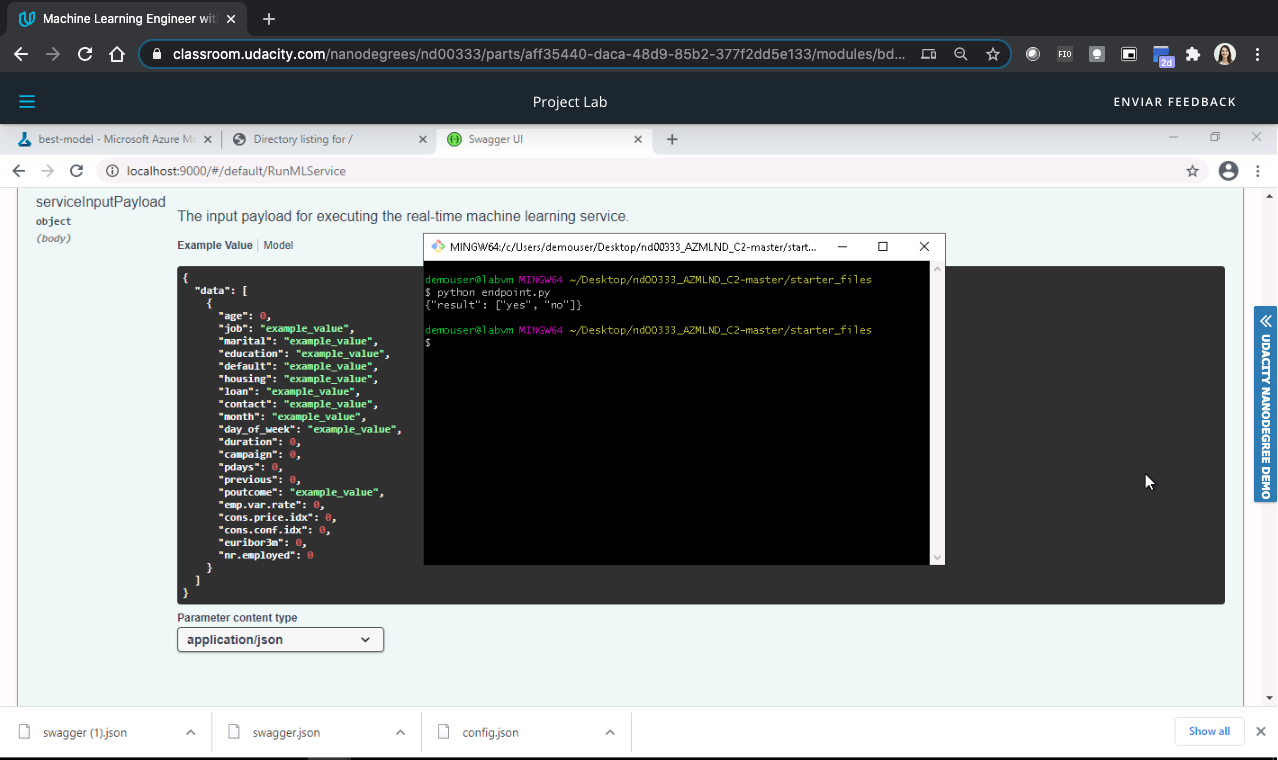 Machine Learning Engineer wit
classroom.udacity.com/nanodegrees/nd00333/parts/aff35440-daca-48d9-85b2-377f2dd5e133/modules/bd...
FIO
2d
Project Lab
ENVIAR FEEDBACK
best-model - Microsoft Azure Ma
Directory listing for /
Swagger UI
localhost:9000/#/default/RunMLService
serviceInputPayload
object
(body)
The input payload for executing the real-time machine learning service.
Example Value
Model
{
"data": [
{
"age": 0,
"job": "example_value",
"marital": "example_value",
"education": "example_value",
"default": "example_value",
"housing": "example_value",
"loan": "example_value",
"contact": "example_value",
"month": "example_value",
"day_of_week": "example_value",
"duration": 0,
"campaign": 0,
"pdays": 0,
"previous": 0,
"poutcome": "example_value",
"emp.var.rate": 0,
"cons.price.idx": 0,
"cons.conf.idx": 0,
"euribor3m": 0,
"nr.employed": 0
}
]
}
MINGW64:/c/Users/demouser/Desktop/nd00333_AZMLND_C2-master/start...
demouser@labvm MINGW64 ~/Desktop/nd00333_AZMLND_C2-master/starter_files
$ python endpoint.py
{"result": ["yes", "no"]}
demouser@labvm MINGW64 ~/Desktop/nd00333_AZMLND_C2-master/starter_files
$
UDACITY NANODEGREE DEMO
Parameter content type
application/json
swagger (1).json
swagger.json
config.json
Show all